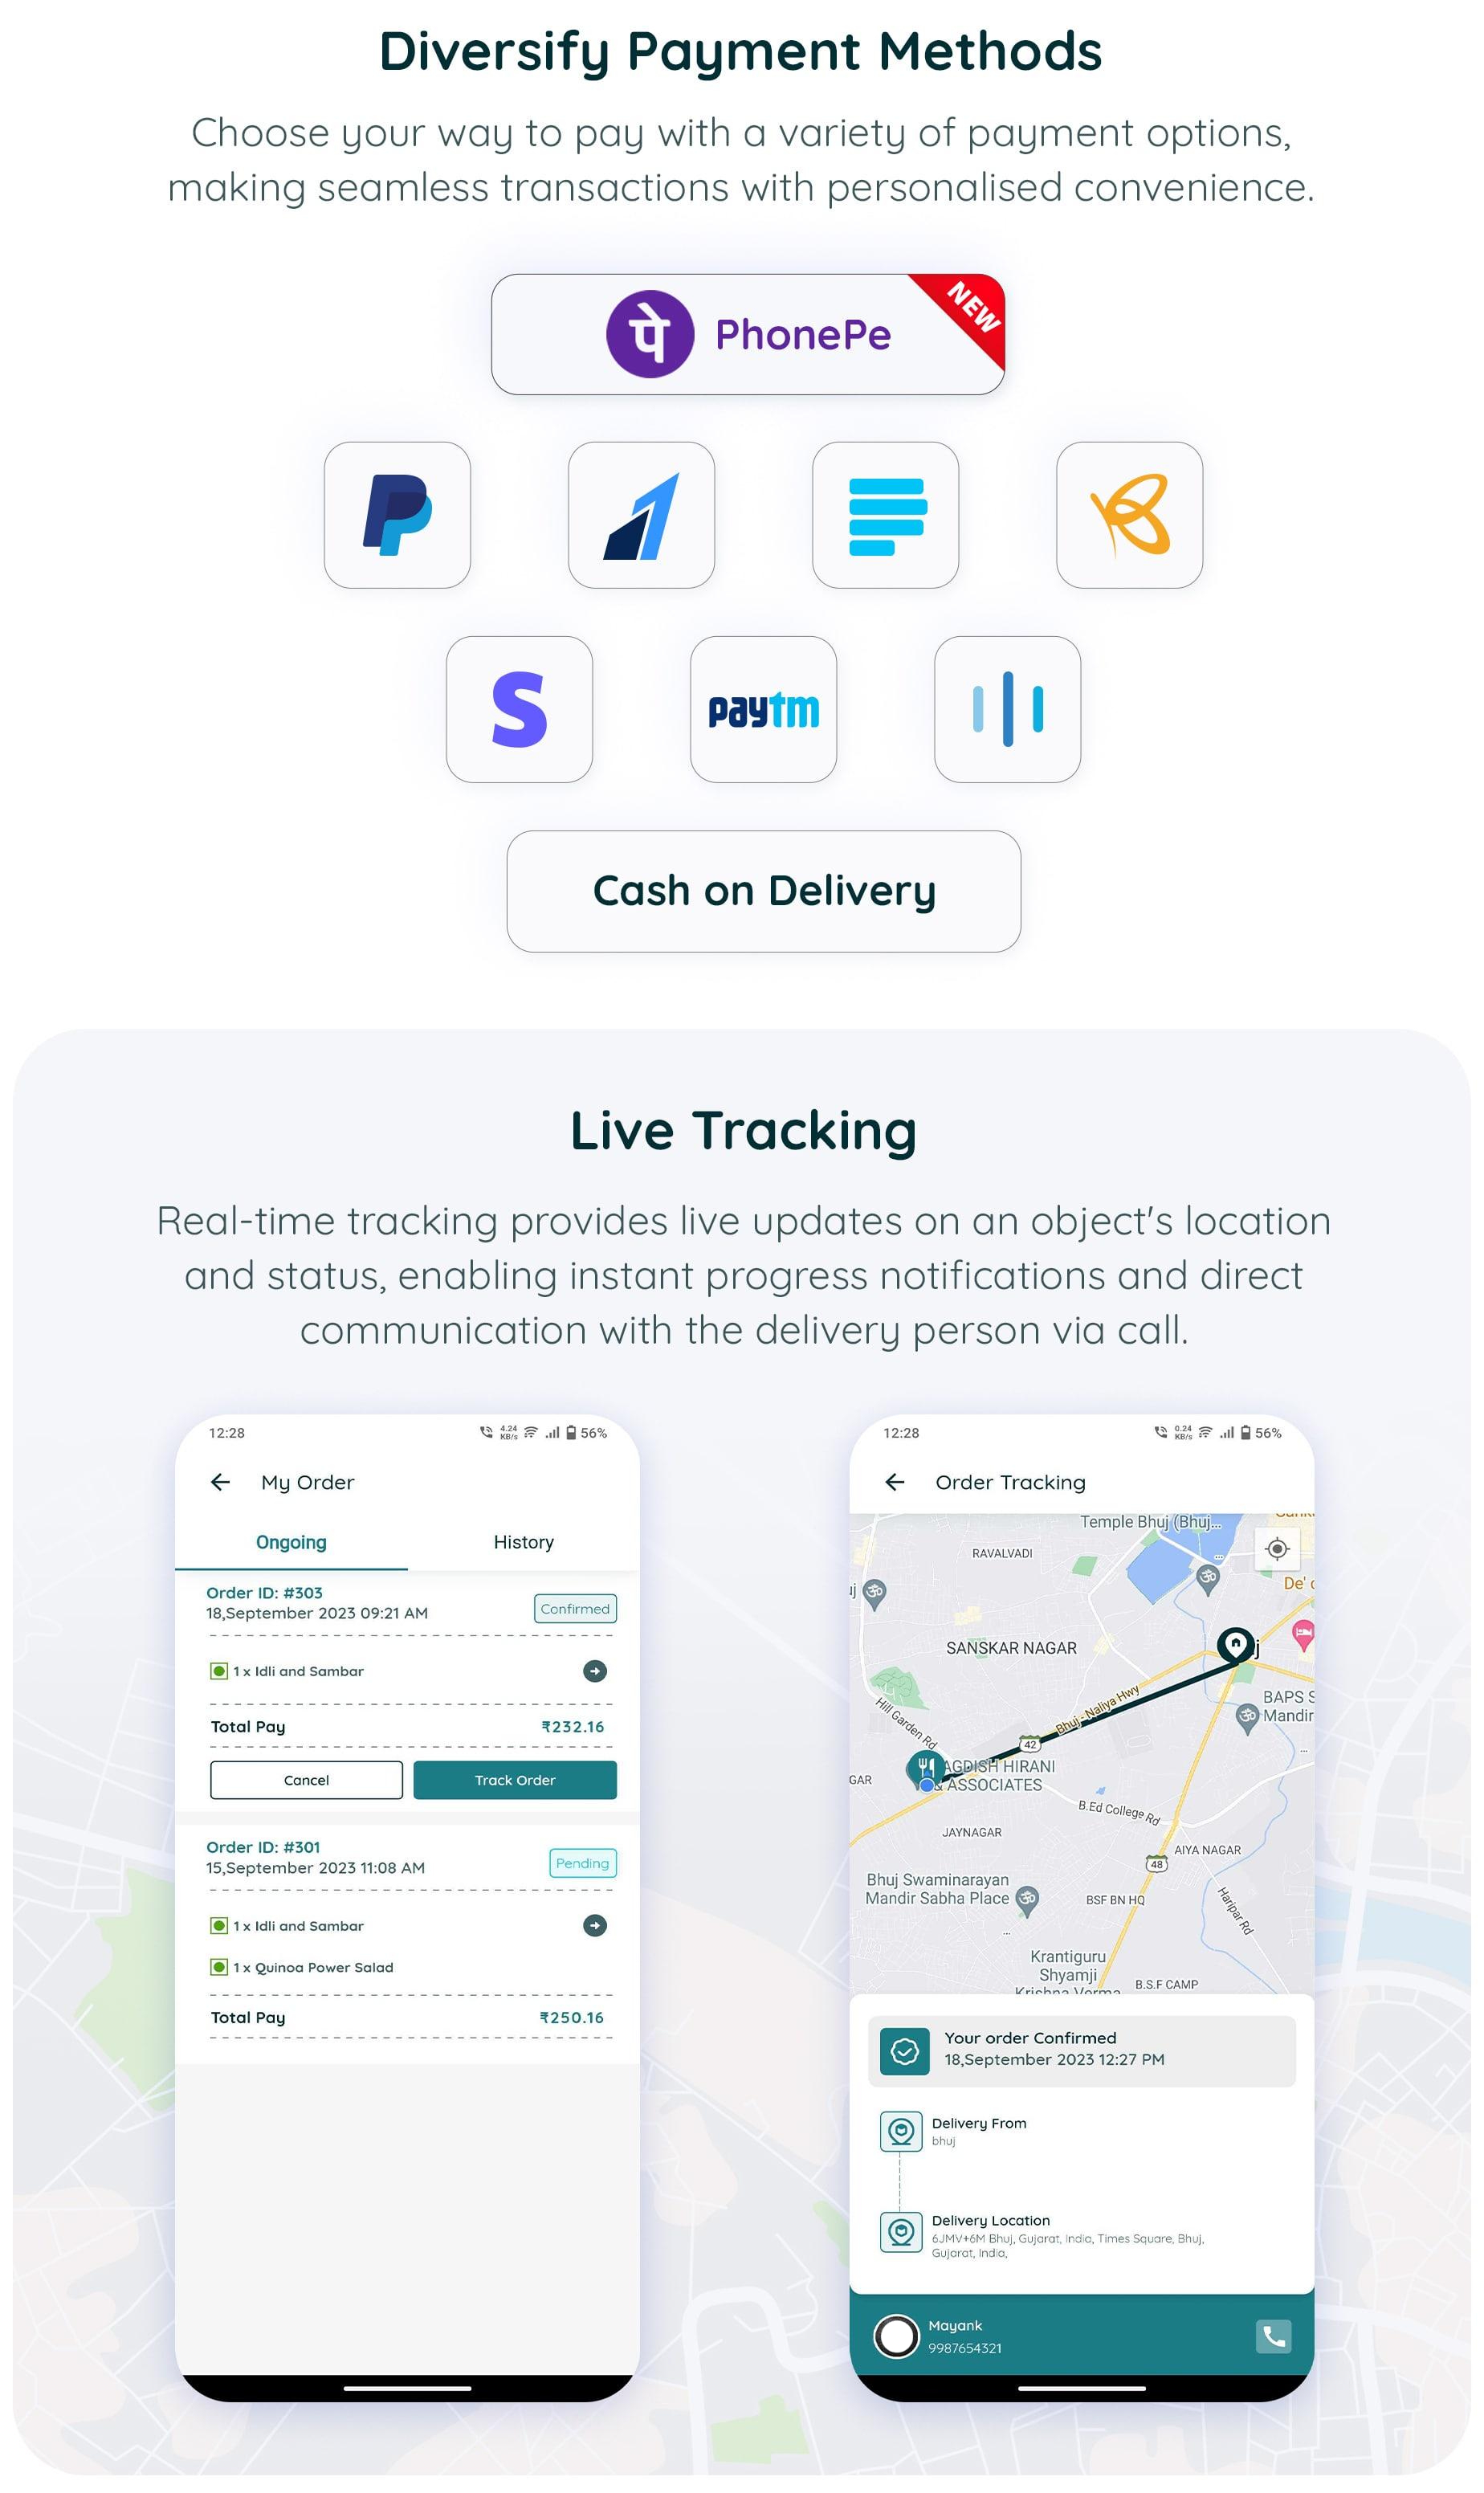 Diversify Payment Methods
Choose your way to pay with a variety of payment options,
making seamless transactions with personalised convenience.
पे PhonePe NEW
paytm
Cash on Delivery
Live Tracking
Real-time tracking provides live updates on an object's location
and status, enabling instant progress notifications and direct
communication with the delivery person via call.
12:28 4.24 KB/s 56%
My Order
Ongoing History
Order ID: #303
18,September 2023 09:21 AM
Confirmed
1 x Idli and Sambar
Total Pay ₹232.16
Cancel Track Order
Order ID: #301
15,September 2023 11:08 AM
Pending
1 x Idli and Sambar
1 x Quinoa Power Salad
Total Pay ₹250.16
12:28 0.24 KB/s 56%
Order Tracking
Temple Bhuj (Bhuj...
RAVALVADI
De'
SANSKAR NAGAR
BAPS S
Mandir
Hill Garden Rd
Bhuj - Naliya Hwy
42
AGDISH HIRANI
& ASSOCIATES
GAR
B.Ed College Rd
JAYNAGAR
AIYA NAGAR
48
Bhuj Swaminarayan
Mandir Sabha Place
BSF BN HQ
Haripar Rd
Krantiguru
Shyamji
Krishna Verma
B.S.F CAMP
Your order Confirmed
18,September 2023 12:27 PM
Delivery From
bhuj
Delivery Location
6JMV+6M Bhuj, Gujarat, India, Times Square, Bhuj,
Gujarat, India,
Mayank
9987654321